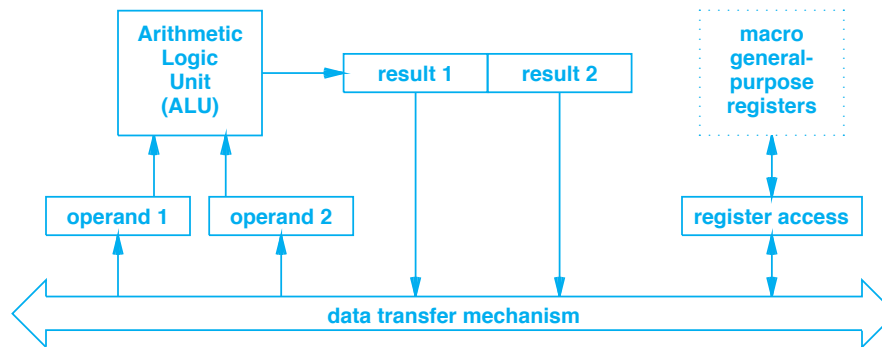 Arithmetic
Logic
Unit
(ALU)
result 1
result 2
macro
general-
purpose
registers
operand 1
operand 2
register access
data transfer mechanism